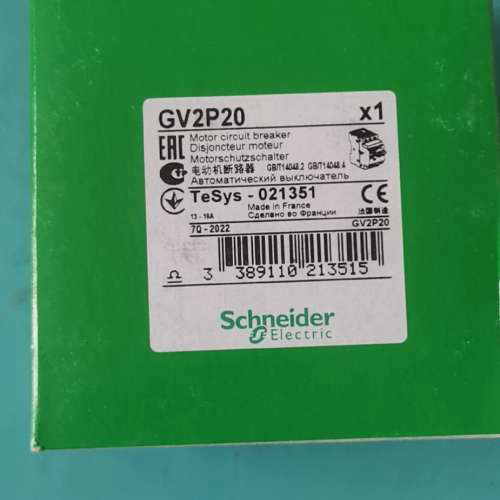 GV2P20 x1
EAC Motor circuit breaker
Disjoncteur moteur
Motorschutzschalter
电动机断路器 GB/T14048.2 GB/T14048.4
Автоматический выключатель
TeSys - 021351 CE
13 - 18A Made in France
Сделано во Франции 法国制造
7Q - 2022 GV2P20
3 389110 213515
Schneider
Electric